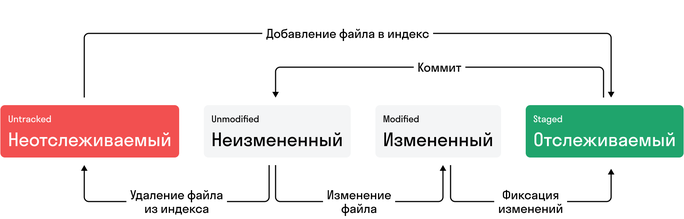 Добавление файла в индекс
Коммит
Untracked
Неотслеживаемый
Unmodified
Неизмененный
Modified
Измененный
Staged
Отслеживаемый
Удаление файла
из индекса
Изменение
файла
Фиксация
изменений